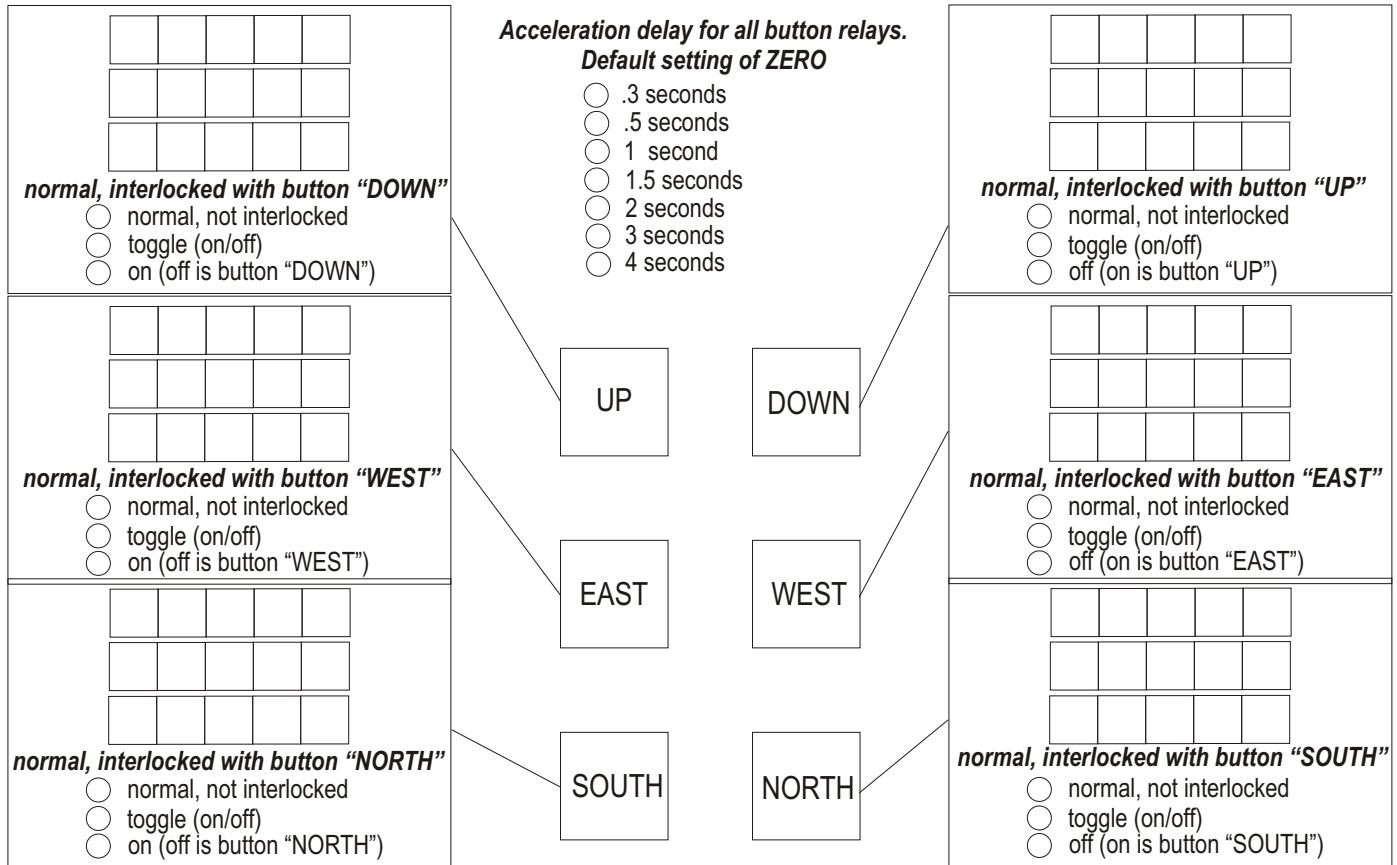 Acceleration delay for all button relays.
Default setting of ZERO
.3 seconds
.5 seconds
1 second
1.5 seconds
2 seconds
3 seconds
4 seconds
normal, interlocked with button “DOWN”
normal, not interlocked
toggle (on/off)
on (off is button “DOWN”)
normal, interlocked with button “UP”
normal, not interlocked
toggle (on/off)
off (on is button “UP”)
UP
DOWN
normal, interlocked with button “WEST”
normal, not interlocked
toggle (on/off)
on (off is button “WEST”)
normal, interlocked with button “EAST”
normal, not interlocked
toggle (on/off)
off (on is button “EAST”)
EAST
WEST
normal, interlocked with button “NORTH”
normal, not interlocked
toggle (on/off)
on (off is button “NORTH”)
normal, interlocked with button “SOUTH”
normal, not interlocked
toggle (on/off)
off (on is button “SOUTH”)
SOUTH
NORTH